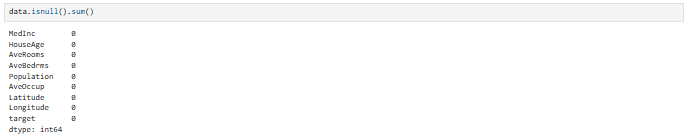 data.isnull().sum()
MedInc 0
HouseAge 0
AveRooms 0
AveBedrms 0
Population 0
AveOccup 0
Latitude 0
Longitude 0
target 0
dtype: int64